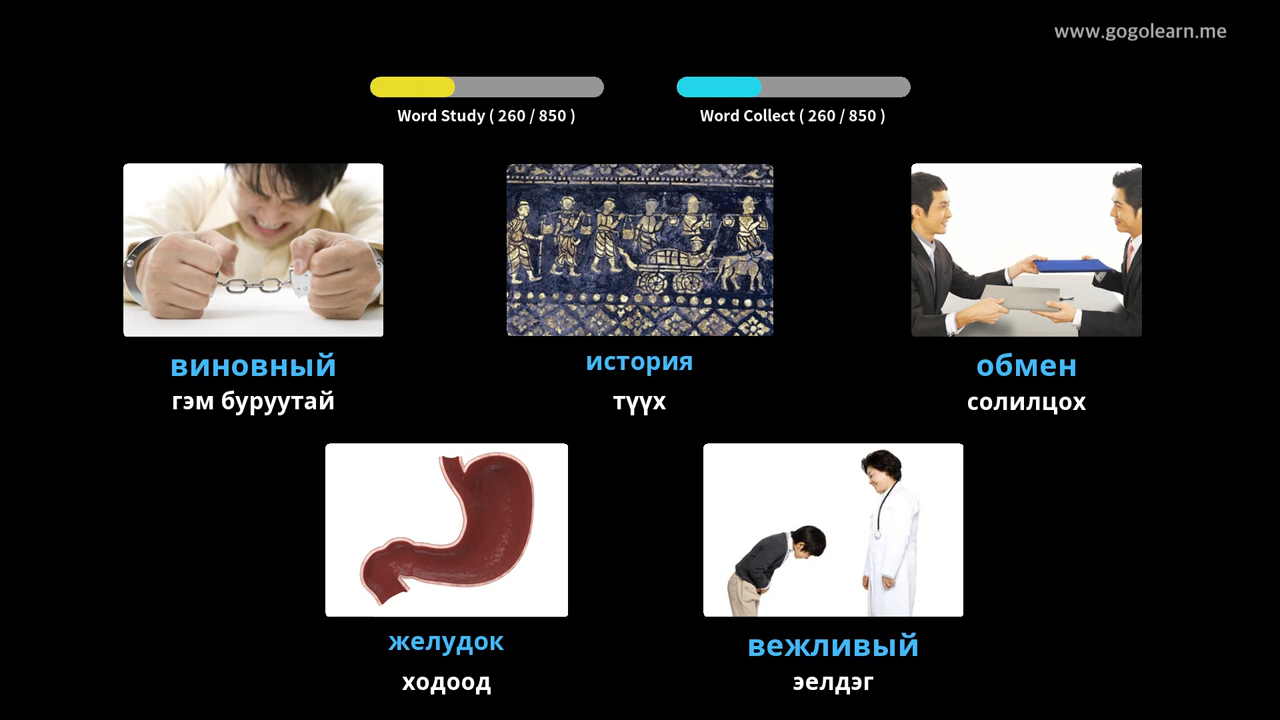 www.gogolearn.me
Word Study ( 260 / 850 )
Word Collect ( 260 / 850 )
виновный
гэм буруутай
история
түүх
обмен
солилцох
желудок
ходоод
вежливый
эелдэг